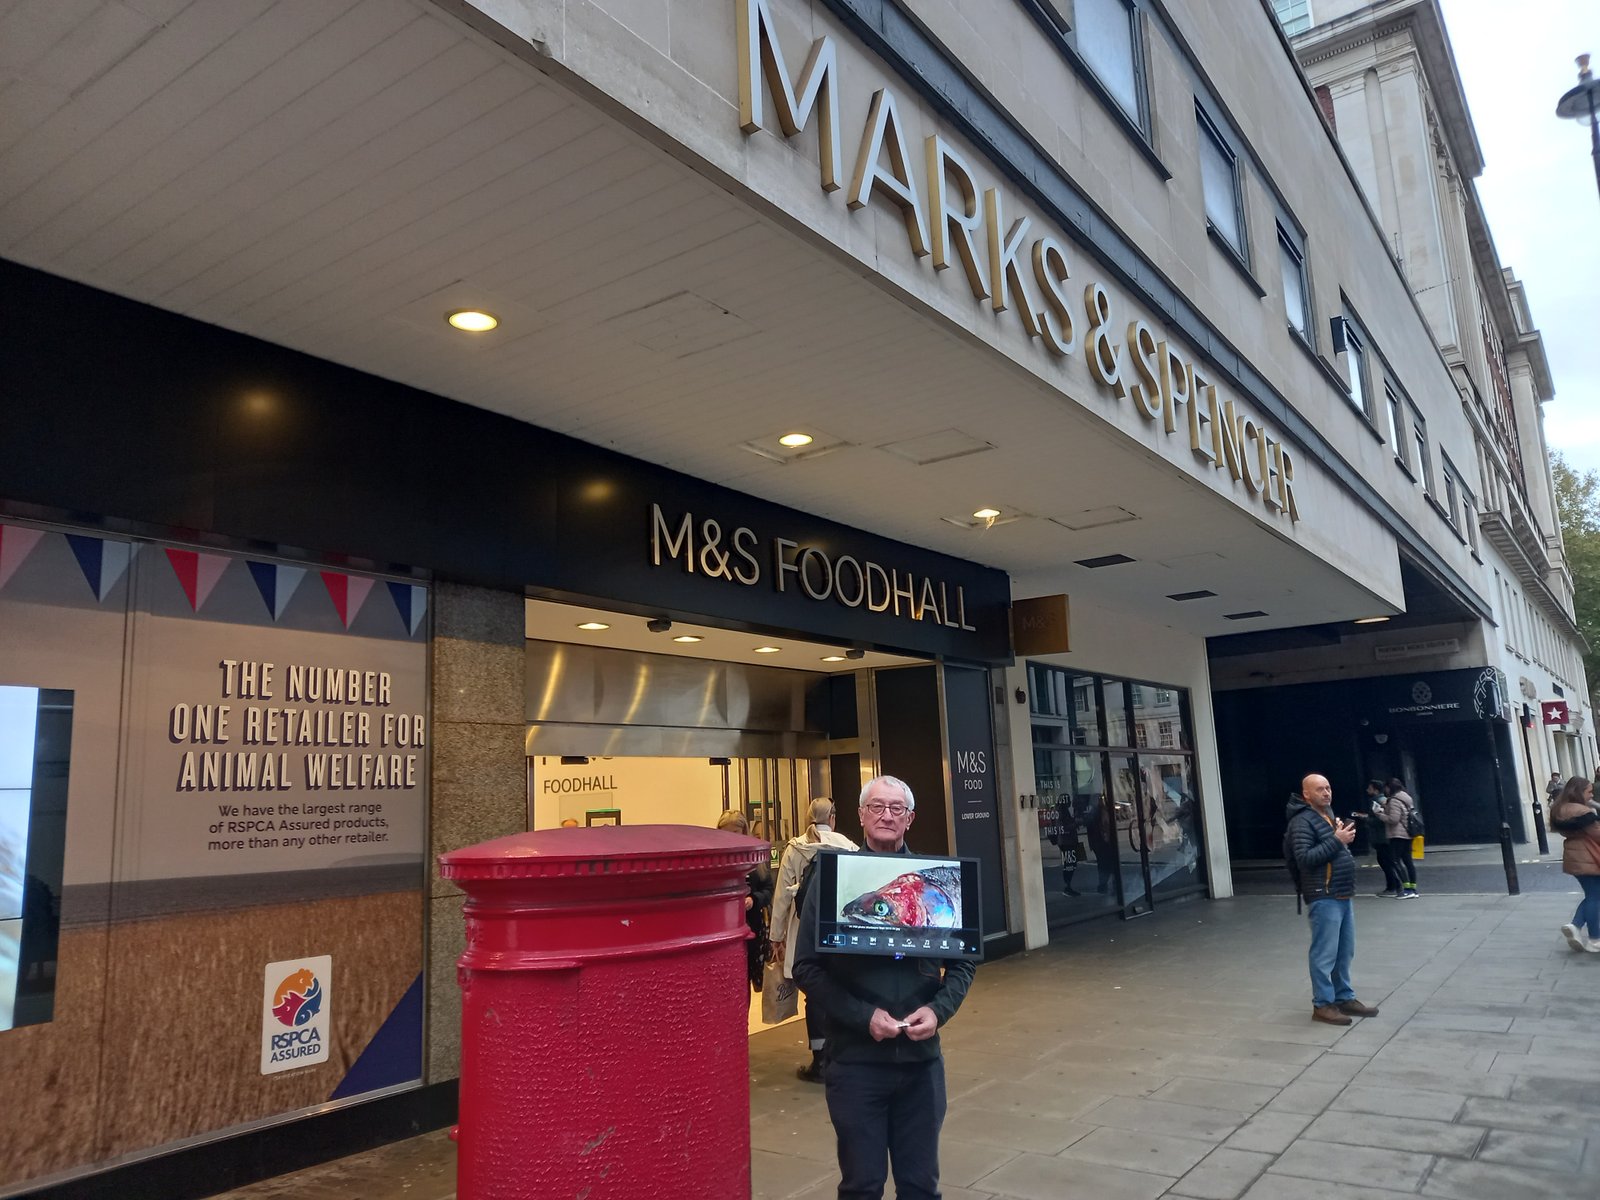 MARKS & SPENCER
M&S FOODHALL
M&S
THE NUMBER
ONE RETAILER FOR
ANIMAL WELFARE
We have the largest range
of RSPCA Assured products,
more than any other retailer.
RSPCA
ASSURED
FOODHALL
M&S
FOOD
LOWER GROUND
THIS IS
NOT JUST
FOOD
THIS IS...
M&S
BONBONNIERE
LONDON